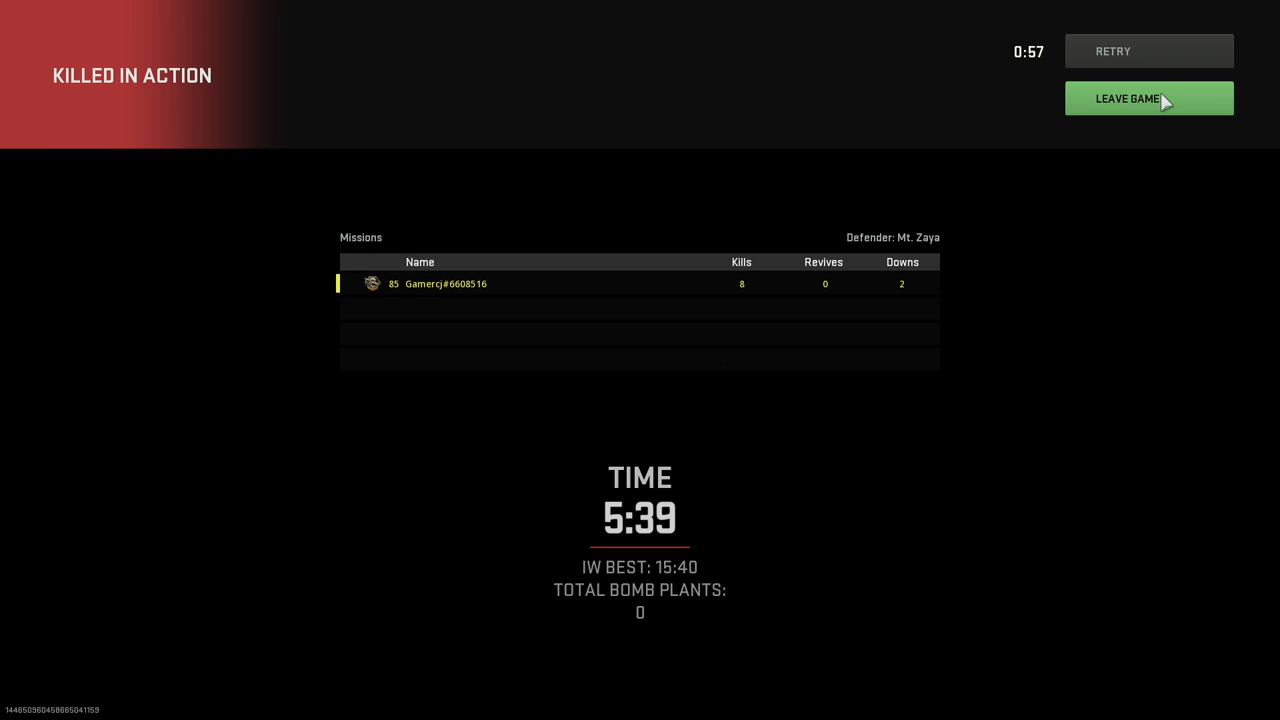 KILLED IN ACTION
0:57
RETRY
LEAVE GAME
Missions
Defender: Mt. Zaya
Name Kills Revives Downs
85 Gamercj#6608516 8 0 2
TIME
5:39
IW BEST: 15:40
TOTAL BOMB PLANTS:
0
14465096045866504115​9